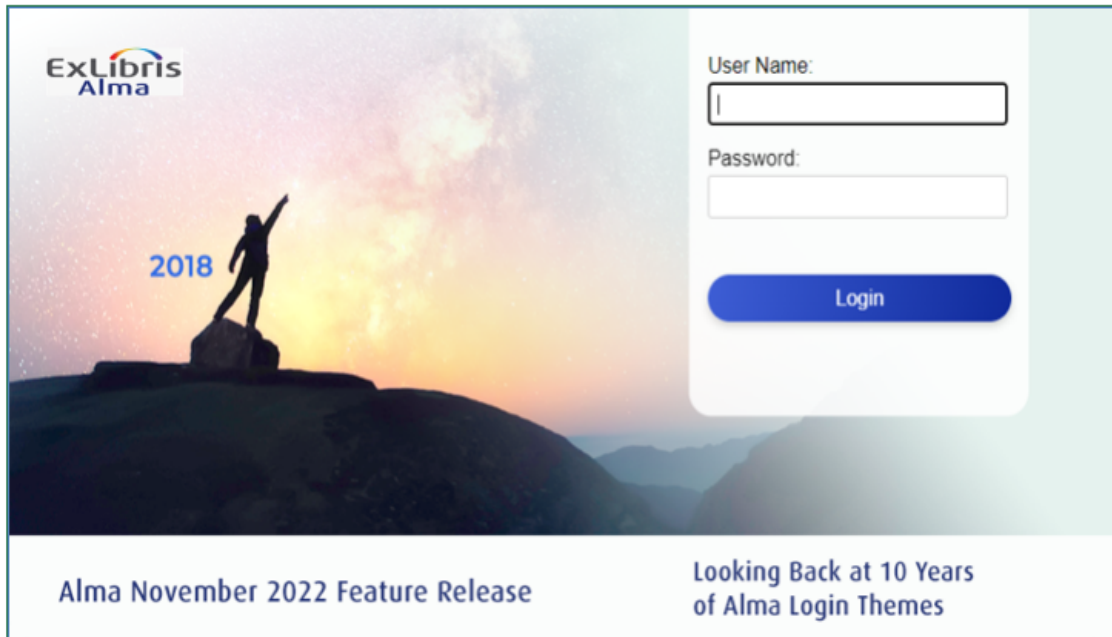 ExLibris
Alma
User Name:
Password:
2018
Login
Alma November 2022 Feature Release
Looking Back at 10 Years
of Alma Login Themes